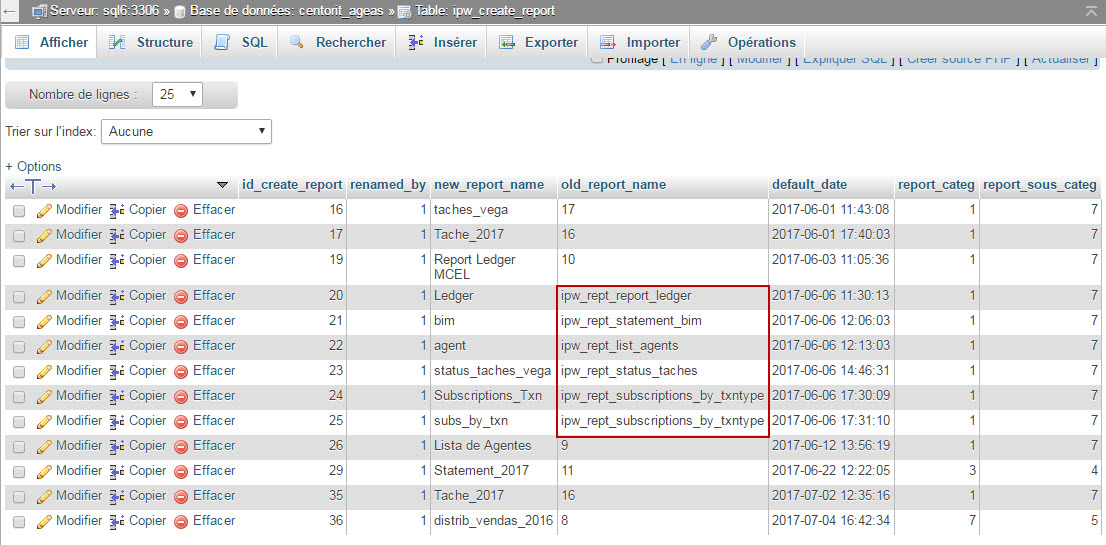 Serveur: sql6:3306 » Base de données: centorit_ageas » Table: ipw_create_report
Afficher Structure SQL Rechercher Insérer Exporter Importer Opérations
Profilage [ En ligne ] [ Modifier ] [ Expliquer SQL ] [ Créer source PHP ] [ Actualiser ]
Nombre de lignes : 25
Trier sur l'index: Aucune
+ Options
id_create_report renamed_by new_report_name old_report_name default_date report_categ report_sous_categ
Modifier Copier Effacer 16 1 taches_vega 17 2017-06-01 11:43:08 1 7
Modifier Copier Effacer 17 1 Tache_2017 16 2017-06-01 17:40:03 1 7
Modifier Copier Effacer 19 1 Report Ledger 10 2017-06-03 11:05:36 1 7
MCEL
Modifier Copier Effacer 20 1 Ledger ipw_rept_report_ledger 2017-06-06 11:30:13 1 7
Modifier Copier Effacer 21 1 bim ipw_rept_statement_bim 2017-06-06 12:06:03 1 7
Modifier Copier Effacer 22 1 agent ipw_rept_list_agents 2017-06-06 12:13:03 1 7
Modifier Copier Effacer 23 1 status_taches_vega ipw_rept_status_taches 2017-06-06 14:46:31 1 7
Modifier Copier Effacer 24 1 Subscriptions_Txn ipw_rept_subscriptions_by_txntype 2017-06-06 17:30:09 1 7
Modifier Copier Effacer 25 1 subs_by_txn ipw_rept_subscriptions_by_txntype 2017-06-06 17:31:10 1 7
Modifier Copier Effacer 26 1 Lista de Agentes 9 2017-06-12 13:56:19 1 7
Modifier Copier Effacer 29 1 Statement_2017 11 2017-06-22 12:22:05 3 4
Modifier Copier Effacer 35 1 Tache_2017 16 2017-07-02 12:35:16 1 7
Modifier Copier Effacer 36 1 distrib_vendas_2016 8 2017-07-04 16:42:34 7 5